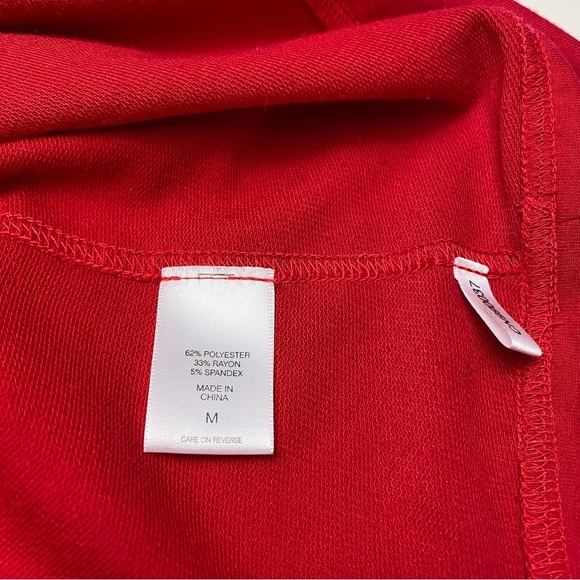 62% POLYESTER
33% RAYON
5% SPANDEX
MADE IN
CHINA
M
CARE ON REVERSE